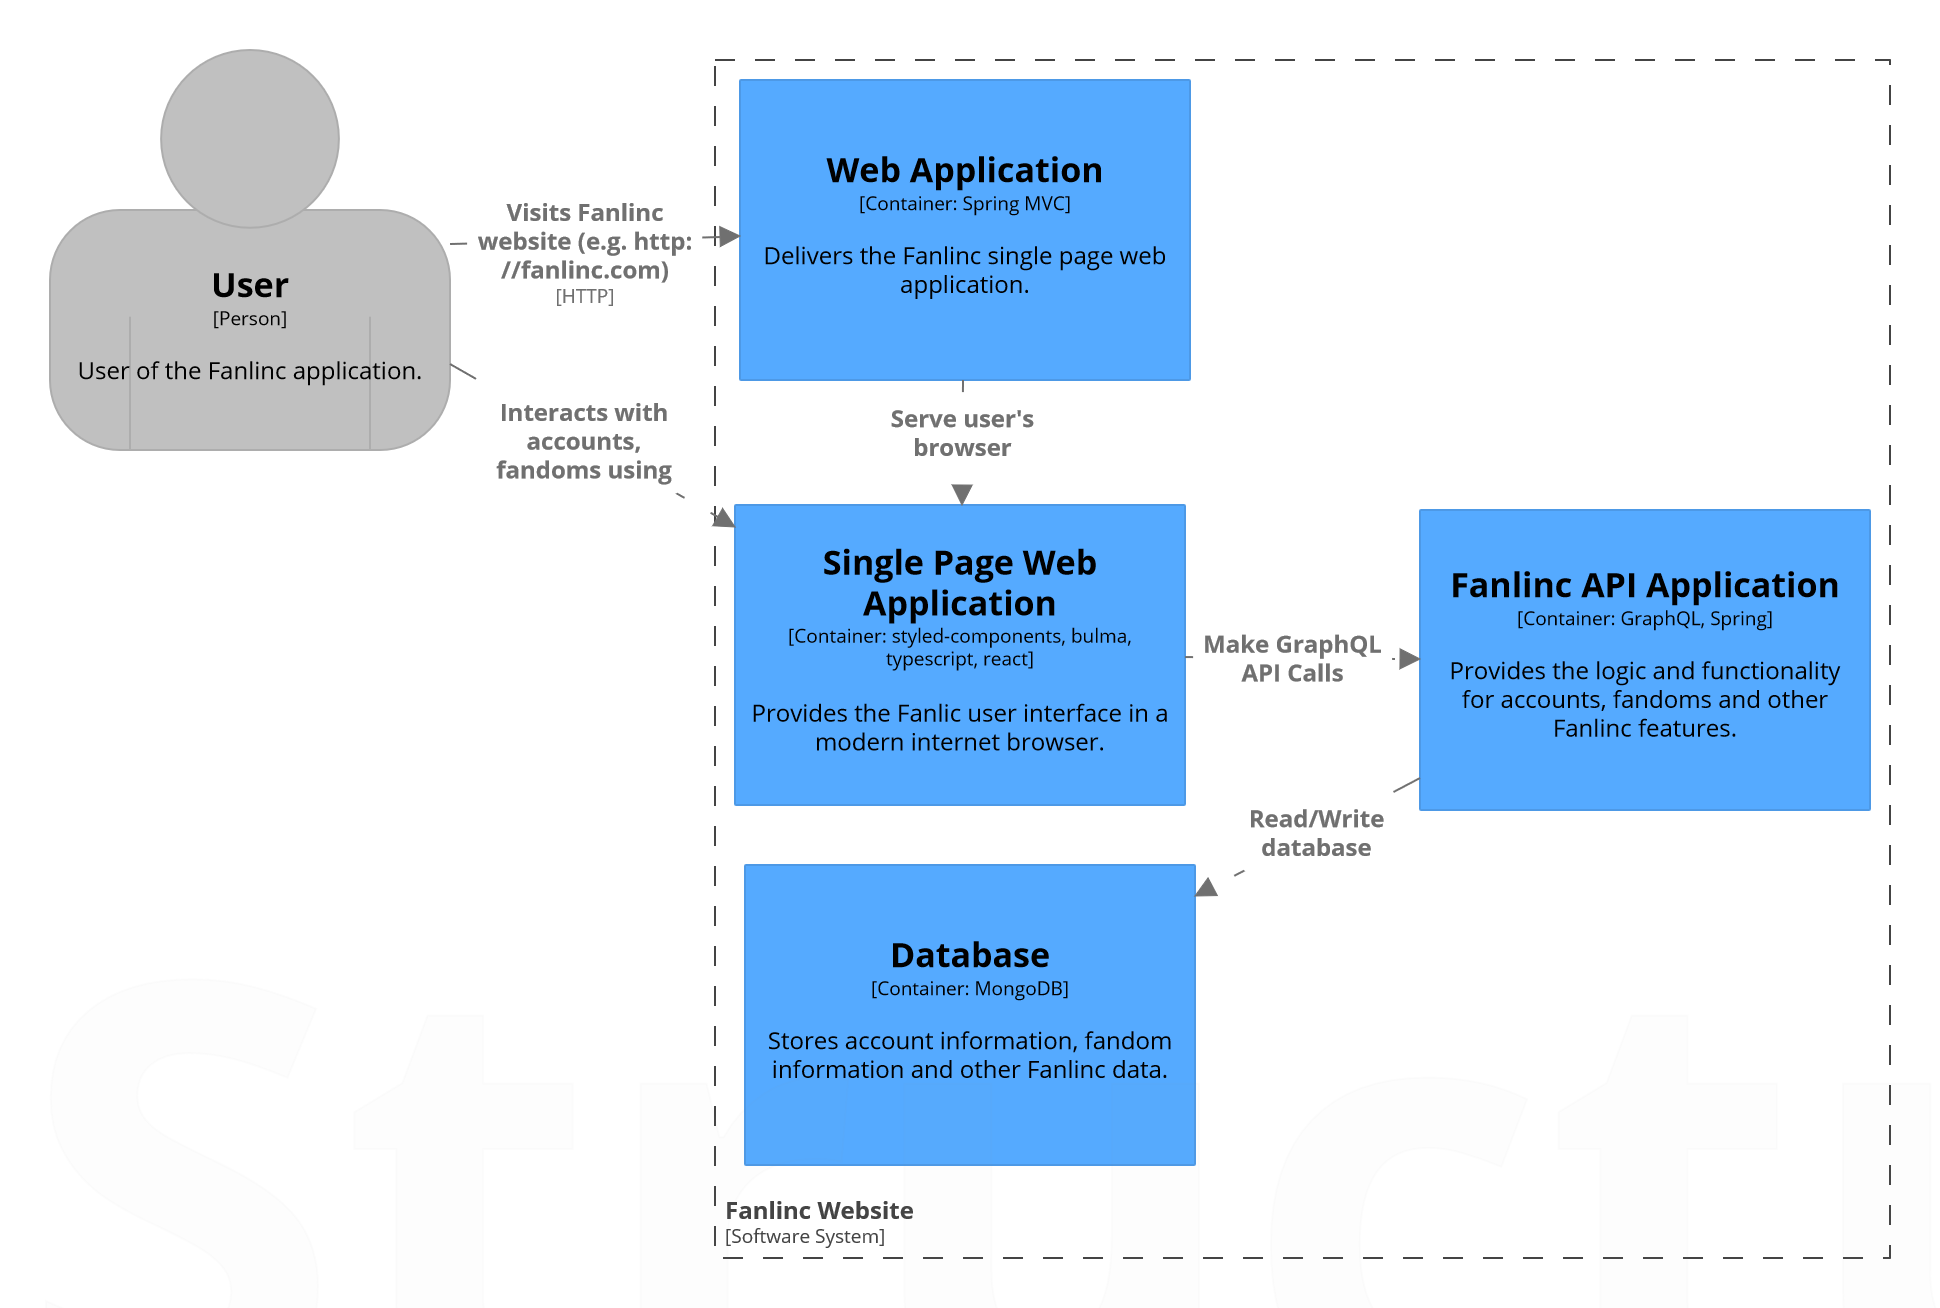 User
[Person]
User of the Fanlinc application.
Visits Fanlinc
website (e.g. http:
//fanlinc.com)
[HTTP]
Interacts with
accounts,
fandoms using
Web Application
[Container: Spring MVC]
Delivers the Fanlinc single page web
application.
Serve user's
browser
Single Page Web
Application
[Container: styled-components, bulma,
typescript, react]
Provides the Fanlic user interface in a
modern internet browser.
Make GraphQL
API Calls
Fanlinc API Application
[Container: GraphQL, Spring]
Provides the logic and functionality
for accounts, fandoms and other
Fanlinc features.
Read/Write
database
Database
[Container: MongoDB]
Stores account information, fandom
information and other Fanlinc data.
Fanlinc Website
[Software System]
Structu